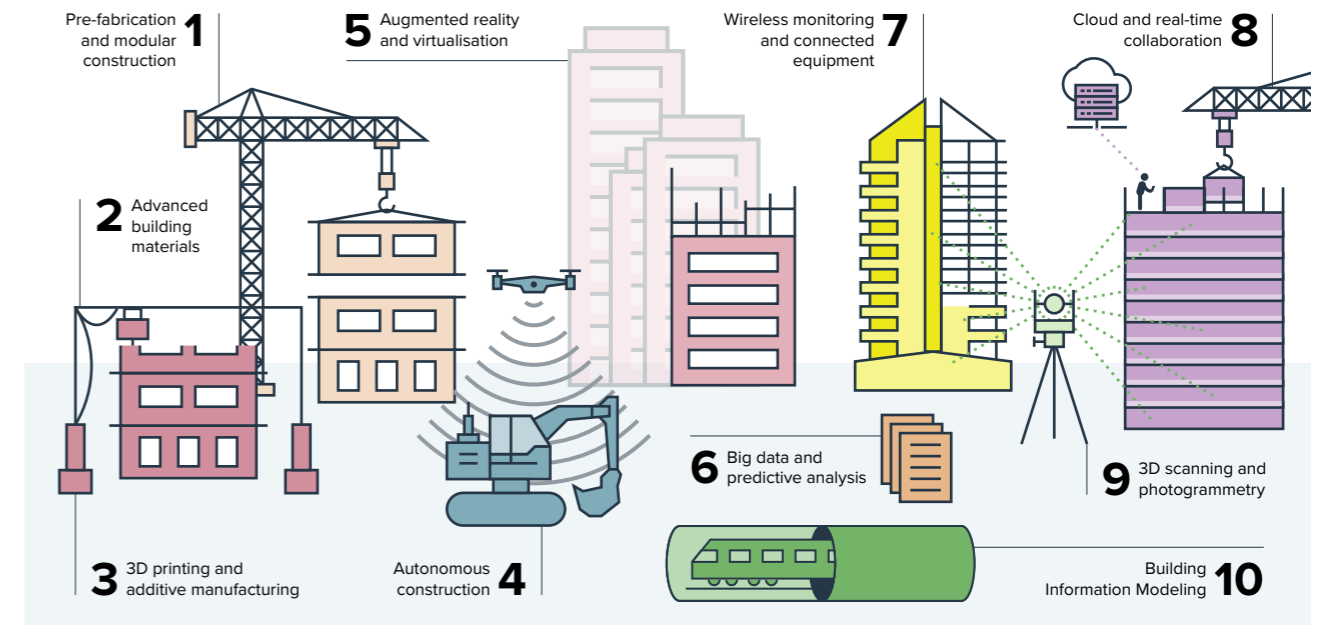 1
Pre-fabrication
and modular
construction
5
Augmented reality
and virtualisation
Wireless monitoring
and connected
equipment
7
Cloud and real-time
collaboration
8
2
Advanced
building
materials
6
Big data and
predictive analysis
9
3D scanning and
photogrammetry
3
3D printing and
additive manufacturing
Autonomous
construction
4
Building
Information Modeling
10